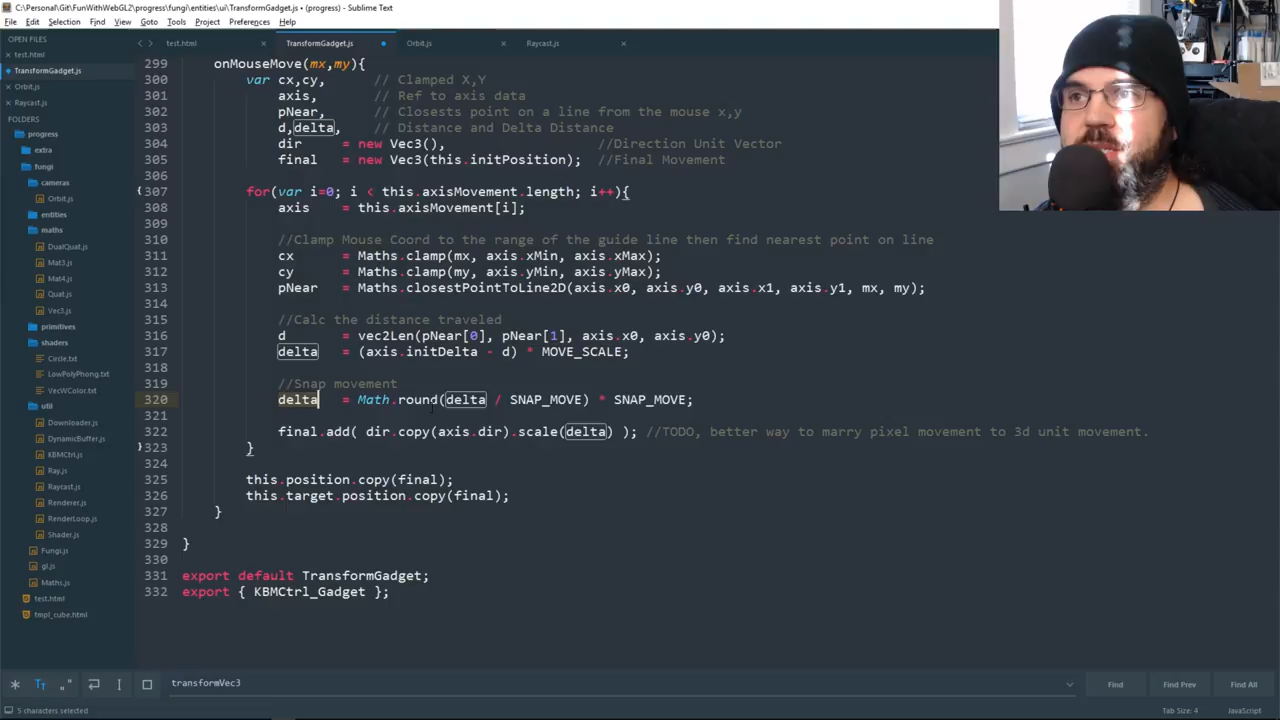 C:\Personal\Git\FunWithWebGL2\progress\fungi\entities\ui\TransformGadget.js • (progress) - Sublime Text
File Edit Selection Find View Goto Tools Project Preferences Help
OPEN FILES
test.html
TransformGadget.js
Orbit.js
Raycast.js
FOLDERS
progress
extra
fungi
cameras
Orbit.js
entities
maths
DualQuat.js
Mat3.js
Mat4.js
Quat.js
Vec3.js
primitives
shaders
Circle.txt
LowPolyPhong.txt
VecWColor.txt
util
Downloader.js
DynamicBuffer.js
KBMCtrl.js
Ray.js
Raycast.js
Renderer.js
RenderLoop.js
Shader.js
Fungi.js
gl.js
Maths.js
test.html
tmpl_cube.html
test.html TransformGadget.js Orbit.js Raycast.js
299 onMouseMove(mx,my){
300 var cx,cy, // Clamped X,Y
301 axis, // Ref to axis data
302 pNear, // Closests point on a line from the mouse x,y
303 d,delta, // Distance and Delta Distance
304 dir = new Vec3(), //Direction Unit Vector
305 final = new Vec3(this.initPosition); //Final Movement
306
307 for(var i=0; i < this.axisMovement.length; i++){
308 axis = this.axisMovement[i];
309
310 //Clamp Mouse Coord to the range of the guide line then find nearest point on line
311 cx = Maths.clamp(mx, axis.xMin, axis.xMax);
312 cy = Maths.clamp(my, axis.yMin, axis.yMax);
313 pNear = Maths.closestPointToLine2D(axis.x0, axis.y0, axis.x1, axis.y1, mx, my);
314
315 //Calc the distance traveled
316 d = vec2Len(pNear[0], pNear[1], axis.x0, axis.y0);
317 delta = (axis.initDelta - d) * MOVE_SCALE;
318
319 //Snap movement
320 delta = Math.round(delta / SNAP_MOVE) * SNAP_MOVE;
321
322 final.add( dir.copy(axis.dir).scale(delta) ); //TODO, better way to marry pixel movement to 3d unit movement.
323 }
324
325 this.position.copy(final);
326 this.target.position.copy(final);
327 }
328
329 }
330
331 export default TransformGadget;
332 export { KBMCtrl_Gadget };
transformVec3
Find Find Prev Find All
5 characters selected
Tab Size: 4 JavaScript